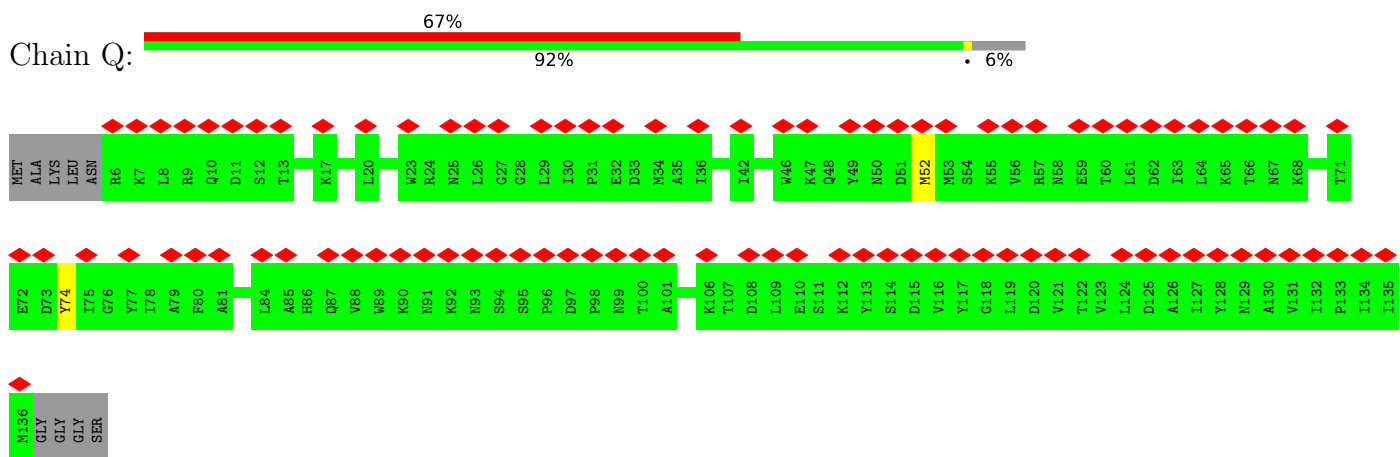 67%
Chain Q:
92% • 6%
MET ALA LYS LEU ASN R6 K7 L8 R9 Q10 D11 S12 T13 K17 L20 W23 R24 N25 L26 G27 G28 L29 I30 P31 E32 D33 M34 A35 I36 I42 W46 K47 Q48 Y49 N50 D51 M52 M53 S54 K55 V56 R57 N58 E59 T60 L61 D62 I63 L64 K65 T66 N67 K68 T71
E72 D73 Y74 I75 G76 Y77 I78 A79 F80 A81 L84 A85 H86 Q87 V88 W89 K90 N91 K92 N93 S94 S95 P96 D97 P98 N99 T100 A101 K106 T107 D108 L109 E110 S111 K112 Y113 S114 D115 V116 Y117 G118 L119 D120 V121 T122 V123 L124 D125 A126 I127 Y128 N129 A130 V131 I132 P133 I134 I135
M136 GLY GLY GLY SER